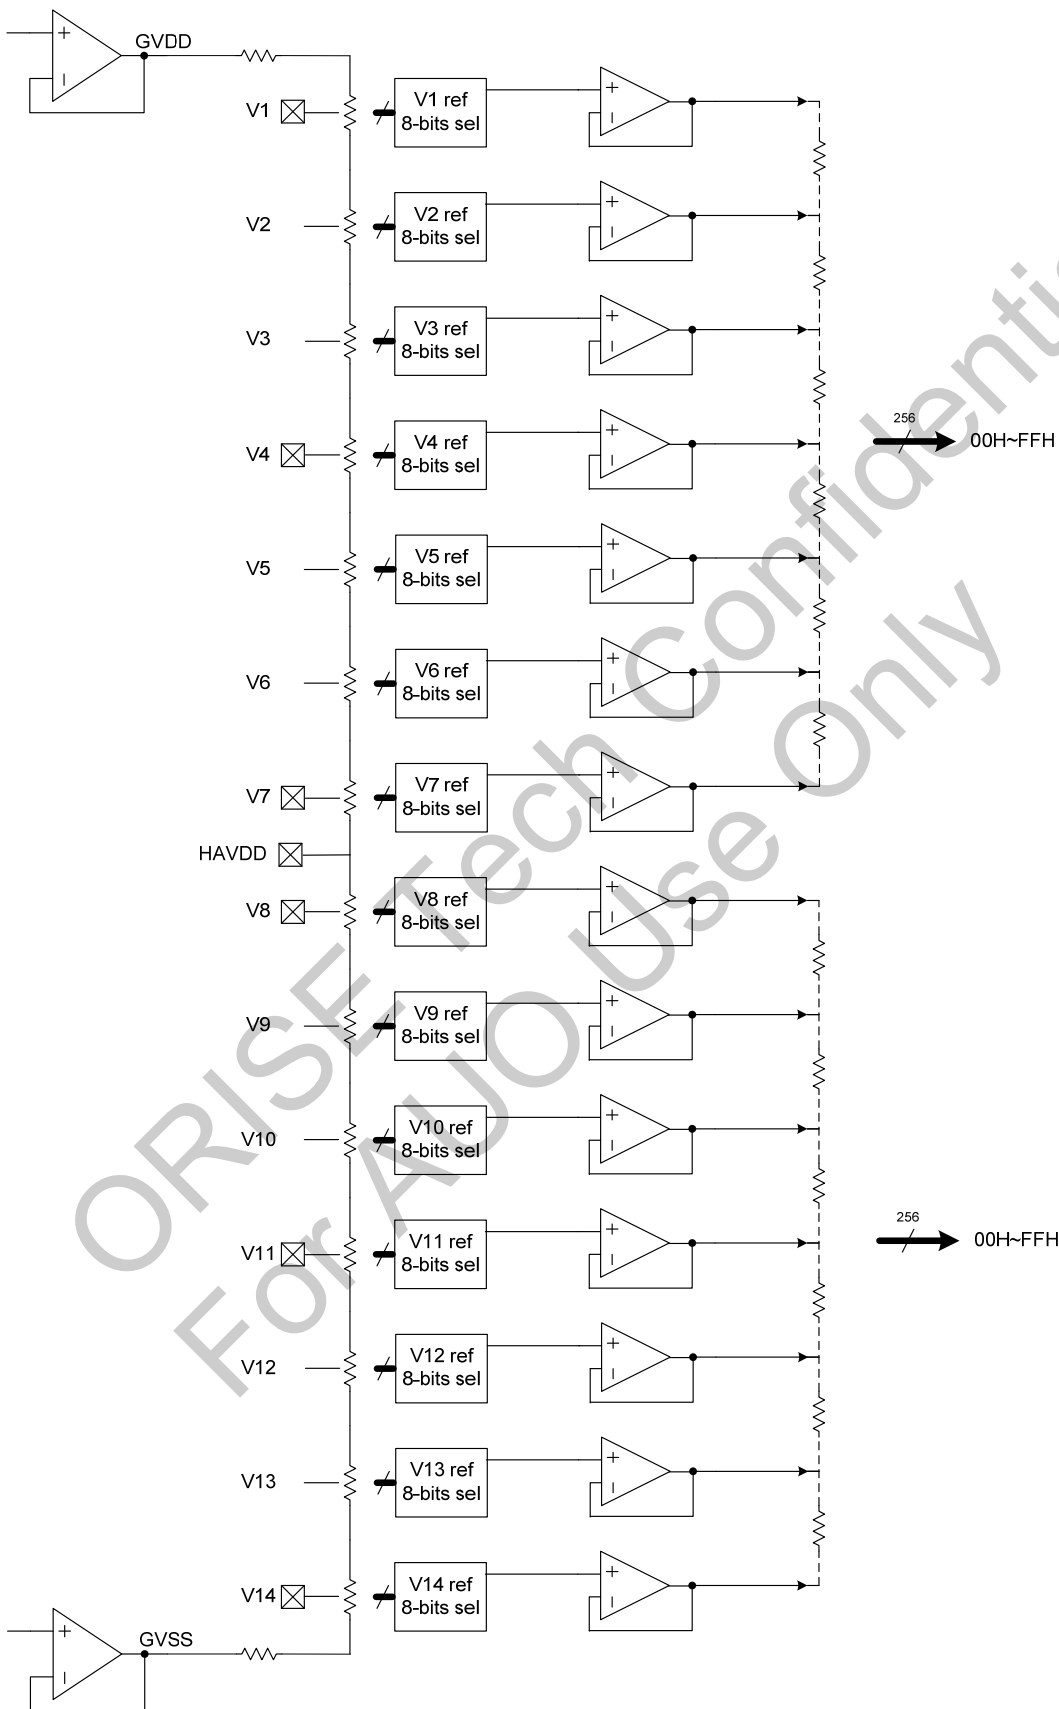 GVDD
V1
V1 ref
8-bits sel
V2
V2 ref
8-bits sel
V3
V3 ref
8-bits sel
256
00H~FFH
V4
V4 ref
8-bits sel
V5
V5 ref
8-bits sel
V6
V6 ref
8-bits sel
V7
V7 ref
8-bits sel
HAVDD
V8
V8 ref
8-bits sel
V9
V9 ref
8-bits sel
V10
V10 ref
8-bits sel
256
00H~FFH
V11
V11 ref
8-bits sel
V12
V12 ref
8-bits sel
V13
V13 ref
8-bits sel
V14
V14 ref
8-bits sel
GVSS
ORISE Tech
For AUO Use Only